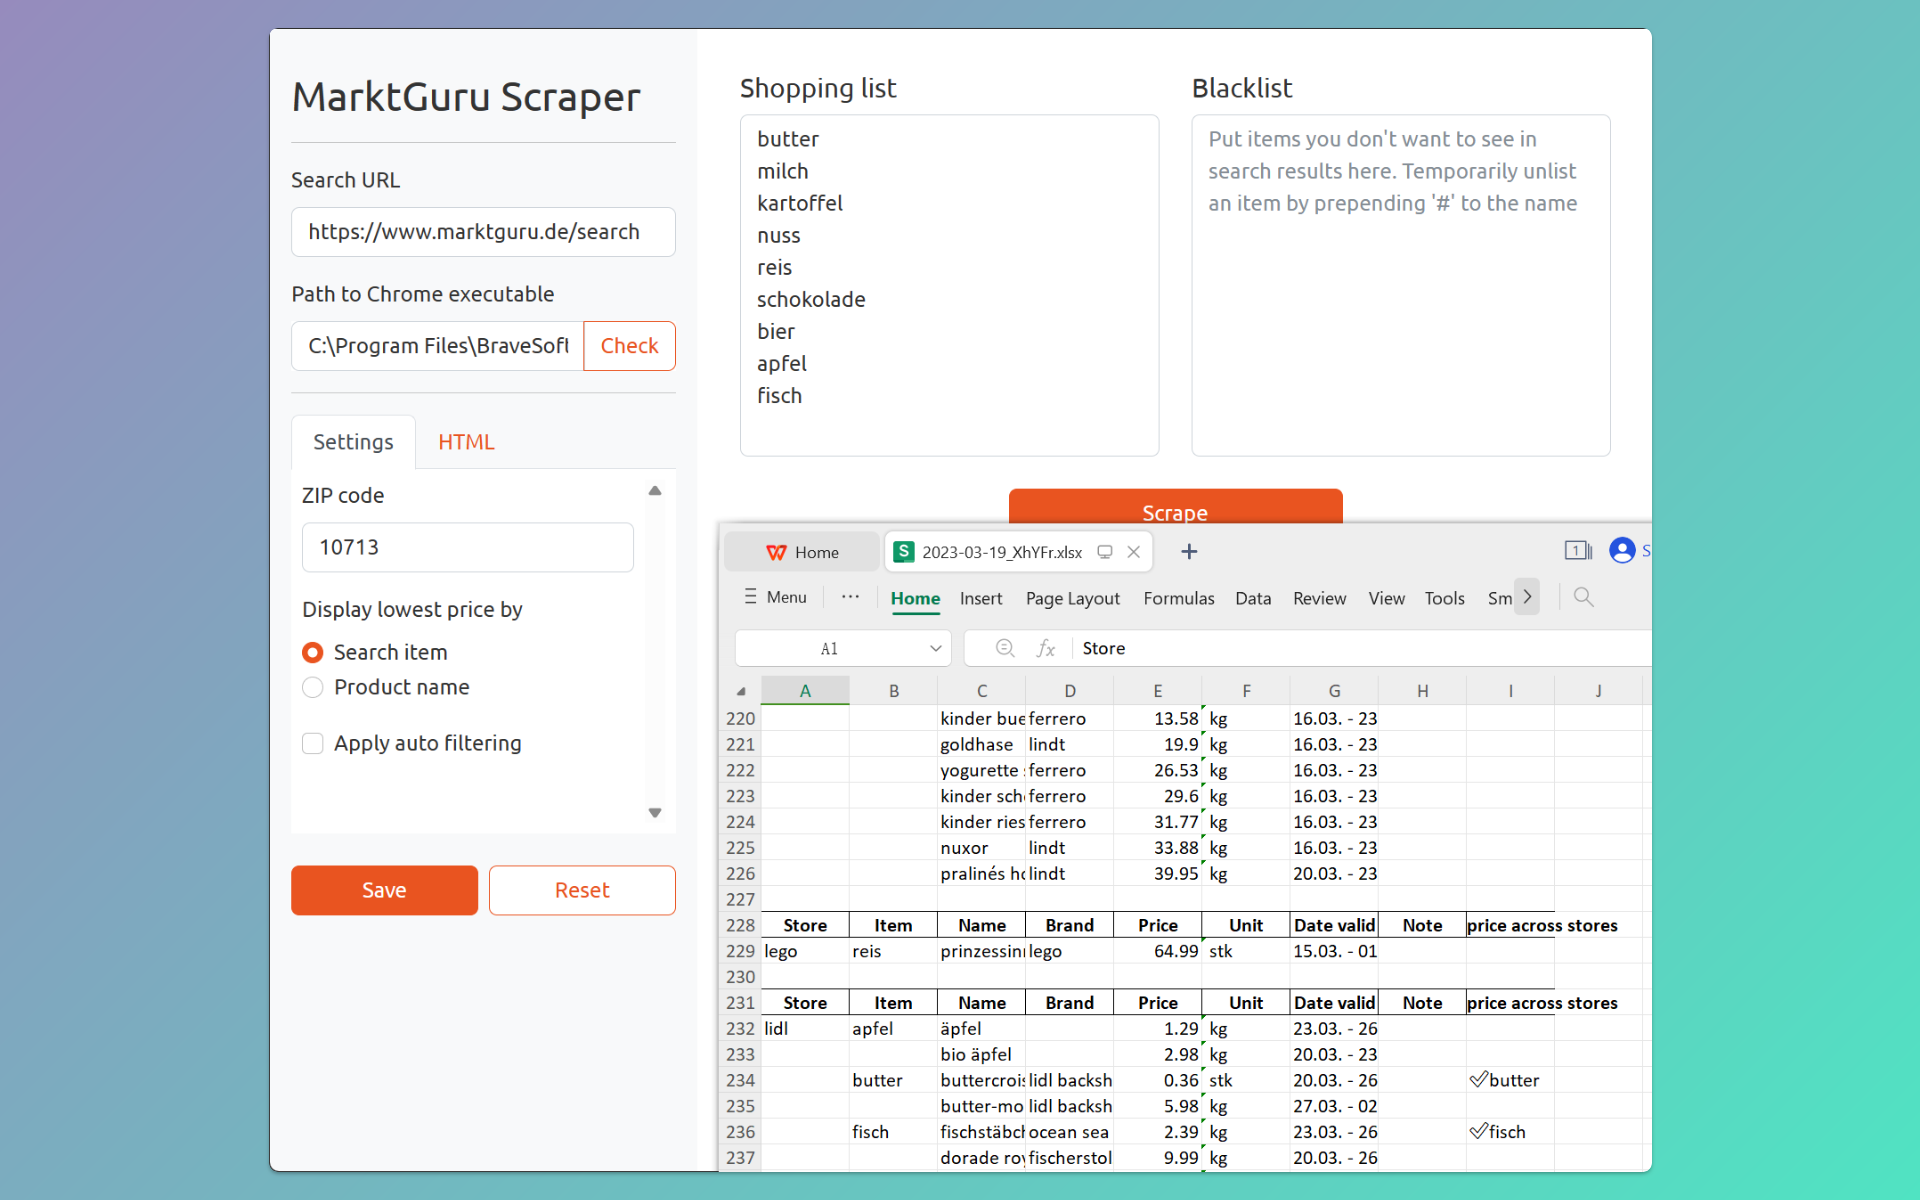 MarktGuru Scraper
Search URL
https://www.marktguru.de/search
Path to Chrome executable
C:\Program Files\BraveSoft
Check
Settings
HTML
ZIP code
10713
Display lowest price by
Search item
Product name
Apply auto filtering
Save
Reset
Shopping list
butter
milch
kartoffel
nuss
reis
schokolade
bier
apfel
fisch
Blacklist
Put items you don't want to see in
search results here. Temporarily unlist
an item by prepending '#' to the name
Scrape
Home
S 2023-03-19_XhYFr.xlsx
1
S
Menu ... Home Insert Page Layout Formulas Data Review View Tools Sm
A1 fx Store
A B C D E F G H I J
220 kinder bue ferrero 13.58 kg 16.03. - 23
221 goldhase lindt 19.9 kg 16.03. - 23
222 yogurette ferrero 26.53 kg 16.03. - 23
223 kinder sch ferrero 29.6 kg 16.03. - 23
224 kinder ries ferrero 31.77 kg 16.03. - 23
225 nuxor lindt 33.88 kg 16.03. - 23
226 pralinés ho lindt 39.95 kg 20.03. - 23
227
228 Store Item Name Brand Price Unit Date valid Note price across stores
229 lego reis prinzessin lego 64.99 stk 15.03. - 01
230
231 Store Item Name Brand Price Unit Date valid Note price across stores
232 lidl apfel äpfel 1.29 kg 23.03. - 26
233 bio äpfel 2.98 kg 20.03. - 23
234 butter buttercrois lidl backsh 0.36 stk 20.03. - 26 ✓butter
235 butter-mo lidl backsh 5.98 kg 27.03. - 02
236 fisch fischstäbch ocean sea 2.39 kg 23.03. - 26 ✓fisch
237 dorade roy fischerstol 9.99 kg 20.03. - 26